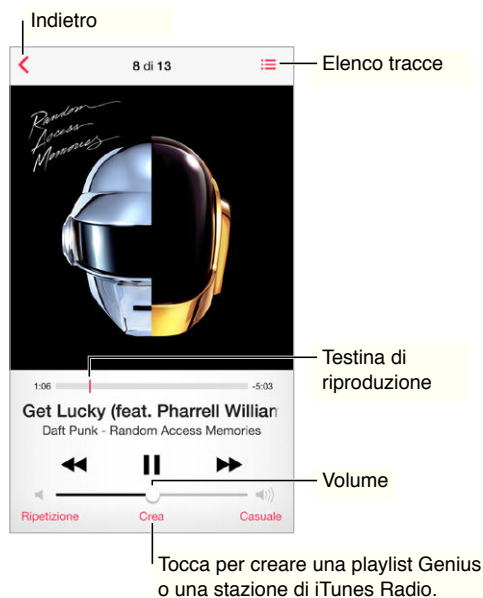 Indietro
8 di 13
Elenco tracce
Random
Access
Memories
Testina di
riproduzione
1:06
-5:03
Get Lucky (feat. Pharrell Willian
Daft Punk - Random Access Memories
Volume
Ripetizione
Crea
Casuale
Tocca per creare una playlist Genius
o una stazione di iTunes Radio.